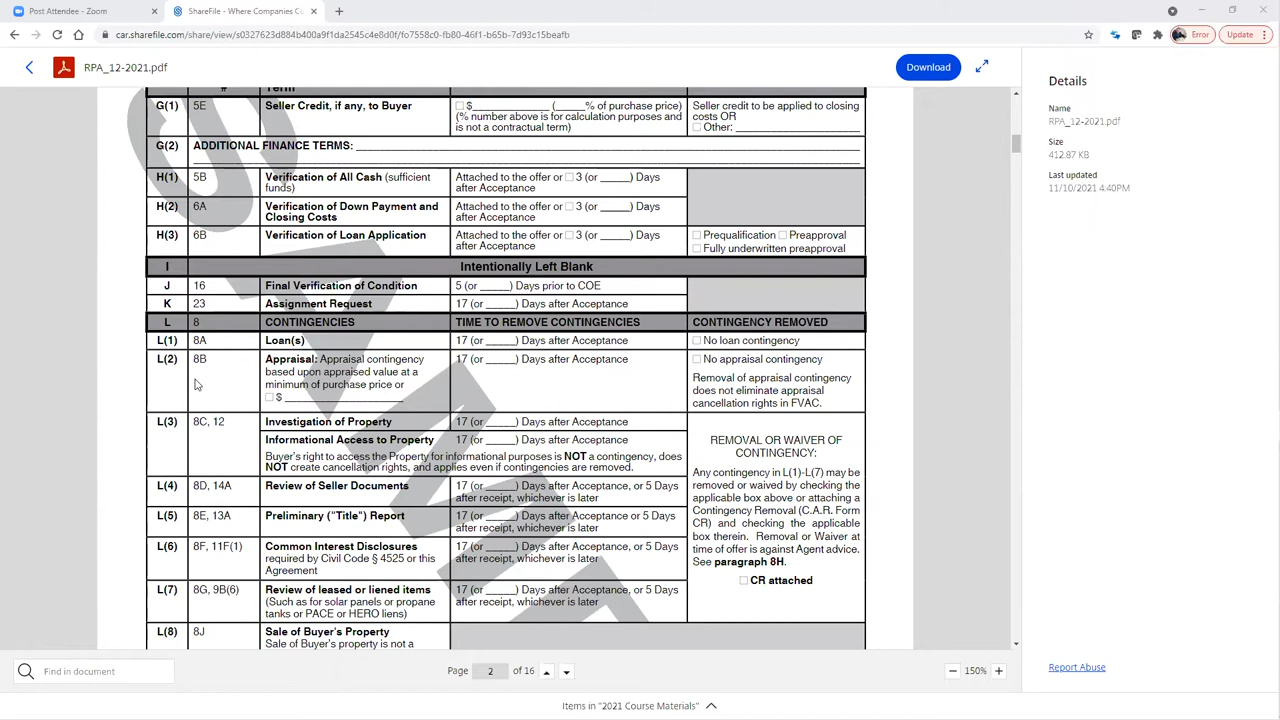 Post Attendee - Zoom
ShareFile - Where Companies Co
car.sharefile.com/share/view/s0327623d884b400a9f1da2545c4e8d0f/fo7558c0-fb80-46f1-b65b-7d93c15beafb
Error
Update
RPA_12-2021.pdf
Download
Details
Name
RPA_12-2021.pdf
Size
412.87 KB
Last updated
11/10/2021 4:40PM
# Term
G(1) 5E Seller Credit, if any, to Buyer $______________ (_____% of purchase price) Seller credit to be applied to closing
(% number above is for calculation purposes and costs OR
is not a contractual term) Other: ______________________
G(2) ADDITIONAL FINANCE TERMS:
H(1) 5B Verification of All Cash (sufficient Attached to the offer or 3 (or _____) Days
funds) after Acceptance
H(2) 6A Verification of Down Payment and Attached to the offer or 3 (or _____) Days
Closing Costs after Acceptance
H(3) 6B Verification of Loan Application Attached to the offer or 3 (or _____) Days Prequalification Preapproval
after Acceptance Fully underwritten preapproval
I Intentionally Left Blank
J 16 Final Verification of Condition 5 (or _____) Days prior to COE
K 23 Assignment Request 17 (or _____) Days after Acceptance
L 8 CONTINGENCIES TIME TO REMOVE CONTINGENCIES CONTINGENCY REMOVED
L(1) 8A Loan(s) 17 (or _____) Days after Acceptance No loan contingency
L(2) 8B Appraisal: Appraisal contingency 17 (or _____) Days after Acceptance No appraisal contingency
based upon appraised value at a
minimum of purchase price or
$ ____________________
Removal of appraisal contingency
does not eliminate appraisal
cancellation rights in FVAC.
L(3) 8C, 12 Investigation of Property 17 (or _____) Days after Acceptance
Informational Access to Property 17 (or _____) Days after Acceptance
Buyer's right to access the Property for informational purposes is NOT a contingency, does
NOT create cancellation rights, and applies even if contingencies are removed.
REMOVAL OR WAIVER OF
CONTINGENCY:
Any contingency in L(1)-L(7) may be
removed or waived by checking the
applicable box above or attaching a
Contingency Removal (C.A.R. Form
CR) and checking the applicable
box therein. Removal or Waiver at
time of offer is against Agent advice.
See paragraph 8H.
CR attached
L(4) 8D, 14A Review of Seller Documents 17 (or _____) Days after Acceptance, or 5 Days
after receipt, whichever is later
L(5) 8E, 13A Preliminary ("Title") Report 17 (or _____) Days after Acceptance or 5 Days
after receipt, whichever is later
L(6) 8F, 11F(1) Common Interest Disclosures 17 (or _____) Days after Acceptance, or 5 Days
required by Civil Code § 4525 or this after receipt, whichever is later
Agreement
L(7) 8G, 9B(6) Review of leased or liened items 17 (or _____) Days after Acceptance, or 5 Days
(Such as for solar panels or propane after receipt, whichever is later
tanks or PACE or HERO liens)
L(8) 8J Sale of Buyer's Property
Sale of Buyer's property is not a
SAM
Find in document
Page 2 of 16
150%
Report Abuse
Items in "2021 Course Materials"